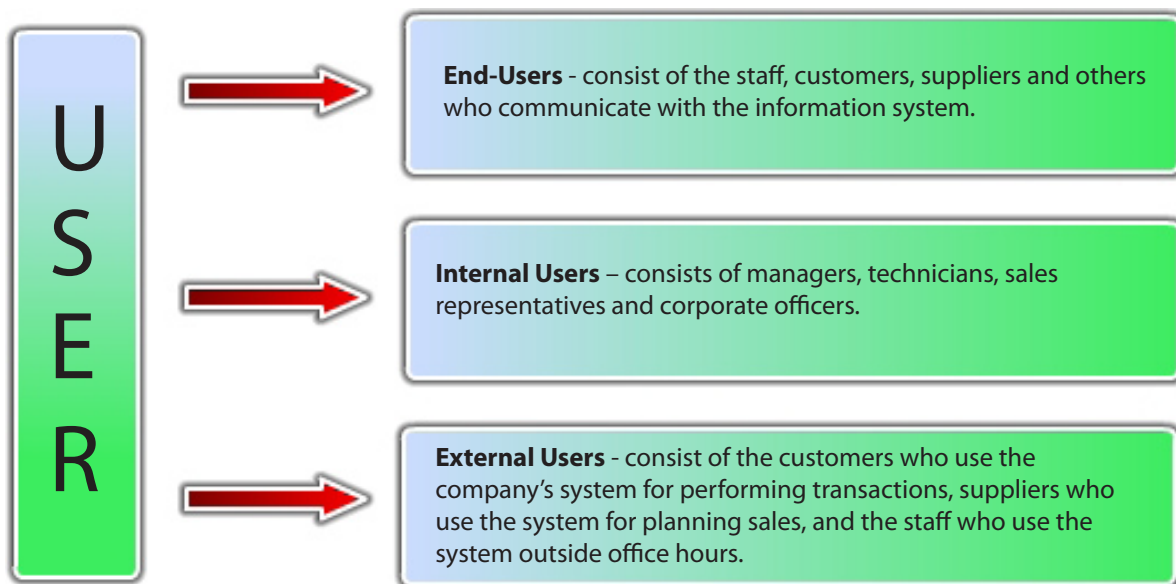 USER
End-Users - consist of the staff, customers, suppliers and others
who communicate with the information system.
Internal Users – consists of managers, technicians, sales
representatives and corporate officers.
External Users - consist of the customers who use the
company’s system for performing transactions, suppliers who
use the system for planning sales, and the staff who use the
system outside office hours.